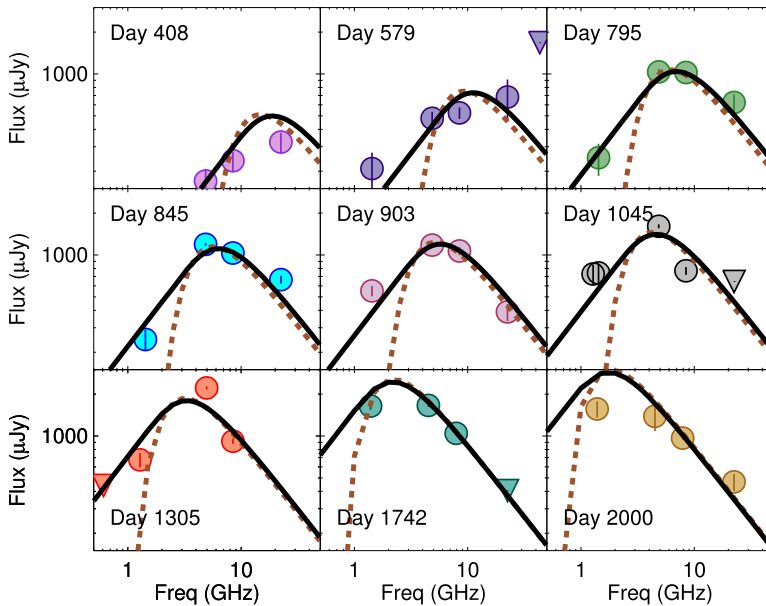 Day 408
Day 579
Day 795
Flux (μJy)
1000
Day 845
Day 903
Day 1045
Flux (μJy)
1000
Flux (μJy)
1000
Day 1305
Day 1742
Day 2000
1 10 1 10 1 10
Freq (GHz) Freq (GHz) Freq (GHz)